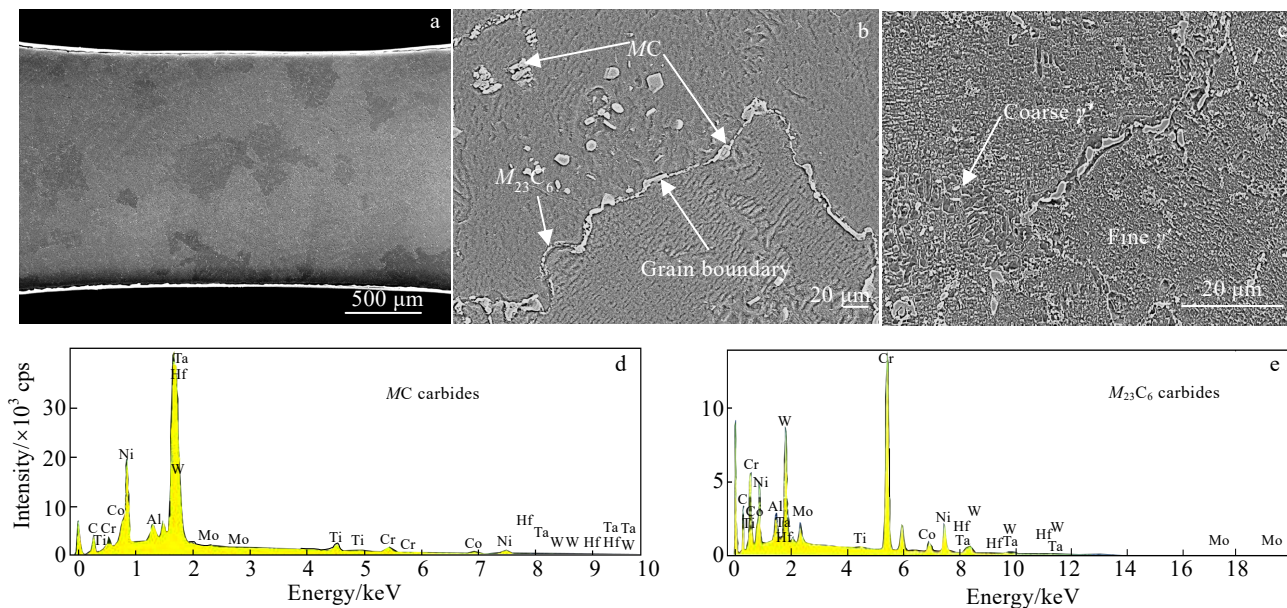 a
500 μm
b
MC
M23C6
Grain boundary
20 μm
Coarse γ'
Fine γ'
20 μm
d
MC carbides
Intensity/×10³ cps
30
20
10
0
Ta
Hf
W
Ni
Co
C
Ti
Cr
Al
Mo
Mo
Ti
Ti
Cr
Cr
Co
Ni
Hf
Ta
W
W
Hf
Hf
Ta
Ta
W
0 1 2 3 4 5 6 7 8 9 10
Energy/keV
e
M₂₃C₆ carbides
10
5
0
Cr
W
Cr
Ni
C
Co
Ti
Al
Ta
Hf
Mo
Ti
Cr
Co
Ni
W
Hf
Ta
W
Hf
Ta
W
Hf
Ta
Mo
Mo
0 2 4 6 8 10 12 14 16 18
Energy/keV